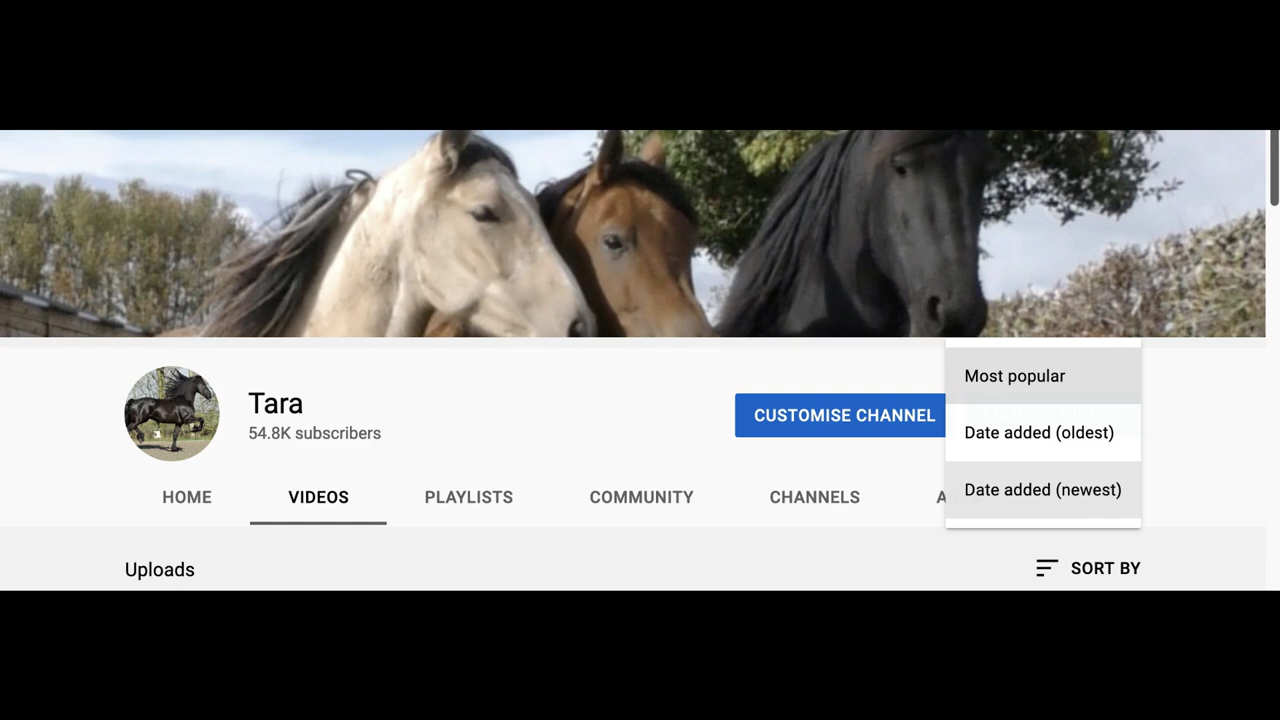 Tara
54.8K subscribers
CUSTOMISE CHANNEL
Most popular
Date added (oldest)
Date added (newest)
HOME
VIDEOS
PLAYLISTS
COMMUNITY
CHANNELS
A
Uploads
SORT BY